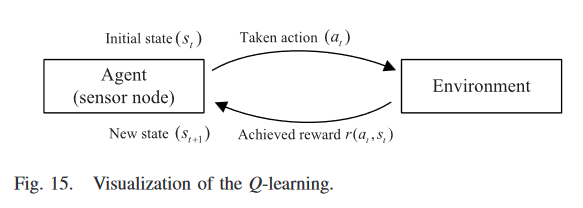 Initial state (s_t)
Taken action (a_t)
Agent
(sensor node)
Environment
New state (s_{t+1})
Achieved reward r(a_t, s_t)
Fig. 15. Visualization of the Q-learning.